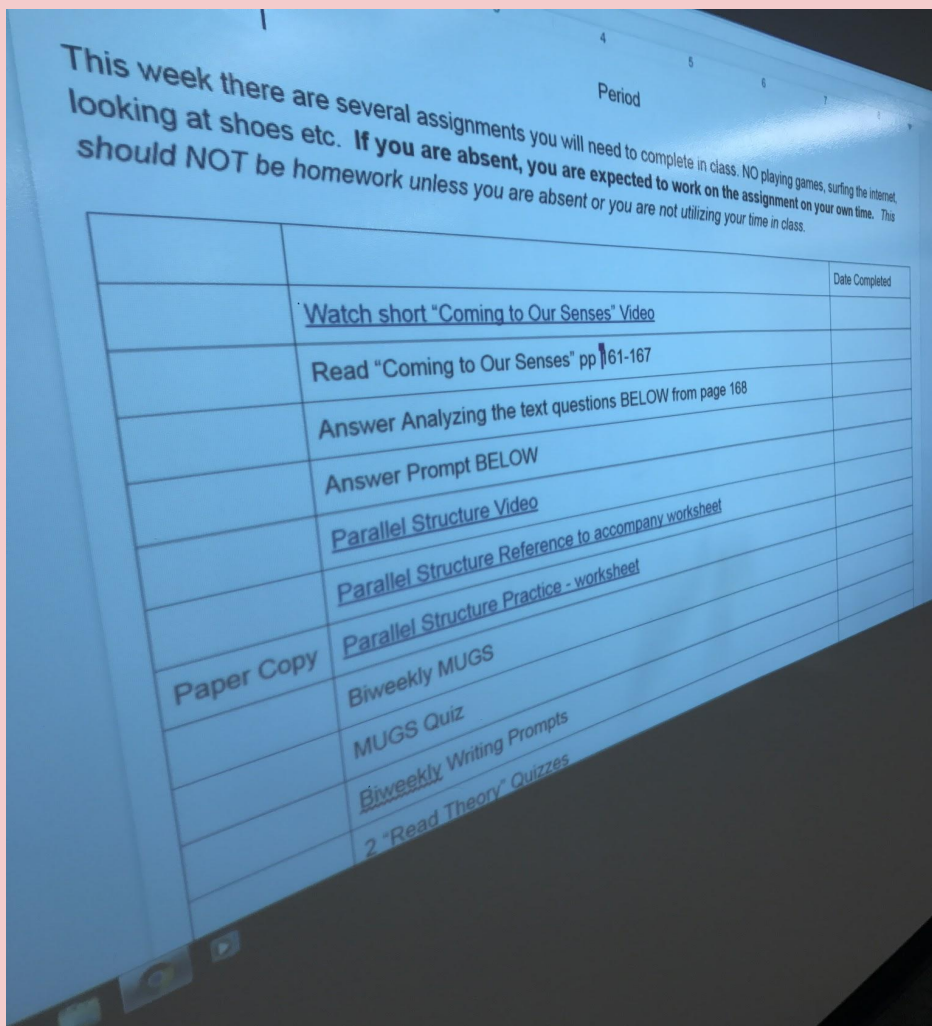 4 5 6 7
Period
This week there are several assignments you will need to complete in class. NO playing games, surfing the internet,
looking at shoes etc. If you are absent, you are expected to work on the assignment on your own time. This
should NOT be homework unless you are absent or you are not utilizing your time in class.
Date Completed
Watch short “Coming to Our Senses” Video
Read “Coming to Our Senses” pp 161-167
Answer Analyzing the text questions BELOW from page 168
Answer Prompt BELOW
Parallel Structure Video
Parallel Structure Reference to accompany worksheet
Paper Copy Parallel Structure Practice - worksheet
Biweekly MUGS
MUGS Quiz
Biweekly Writing Prompts
2 “Read Theory” Quizzes